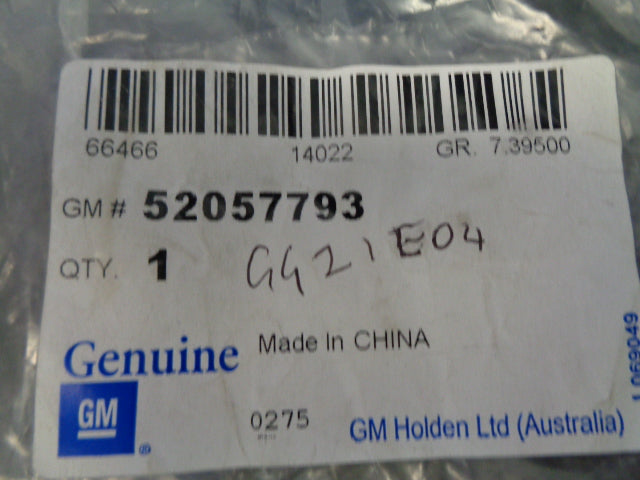 66466 14022 GR. 7.39500
GM # 52057793
QTY. 1 GG21E04
Genuine Made In CHINA
GM ®
0275
GM Holden Ltd (Australia)
L069049